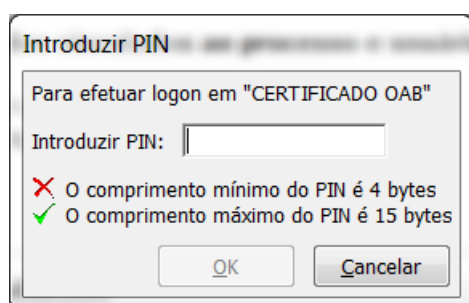 Introduzir PIN
Para efetuar logon em "CERTIFICADO OAB"
Introduzir PIN:
O comprimento mínimo do PIN é 4 bytes
O comprimento máximo do PIN é 15 bytes
OK Cancelar